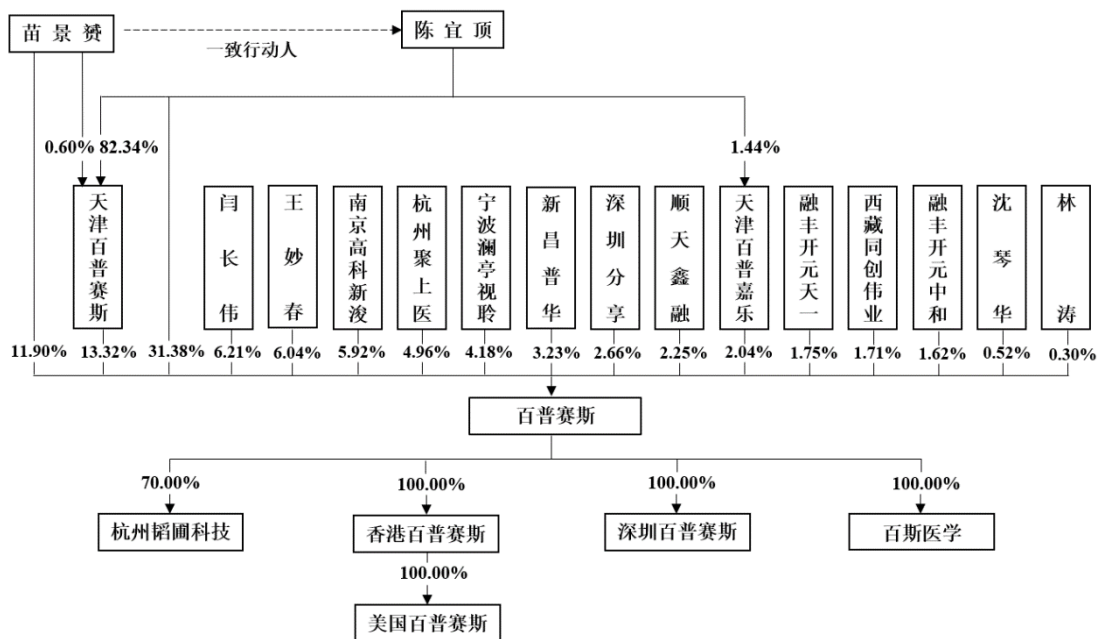 苗景赟
陈宜顶
一致行动人
0.60%
82.34%
1.44%
天津百普赛斯
闫长伟
王妙春
南京高科新浚
杭州聚上医
宁波澜亭视聆
新昌普华
深圳分享
顺天鑫融
天津百普嘉乐
融丰开元天一
西藏同创伟业
融丰开元中和
沈琴华
林涛
11.90%
13.32%
31.38%
6.21%
6.04%
5.92%
4.96%
4.18%
3.23%
2.66%
2.25%
2.04%
1.75%
1.71%
1.62%
0.52%
0.30%
百普赛斯
70.00%
100.00%
100.00%
100.00%
杭州韬圃科技
香港百普赛斯
深圳百普赛斯
百斯医学
100.00%
美国百普赛斯